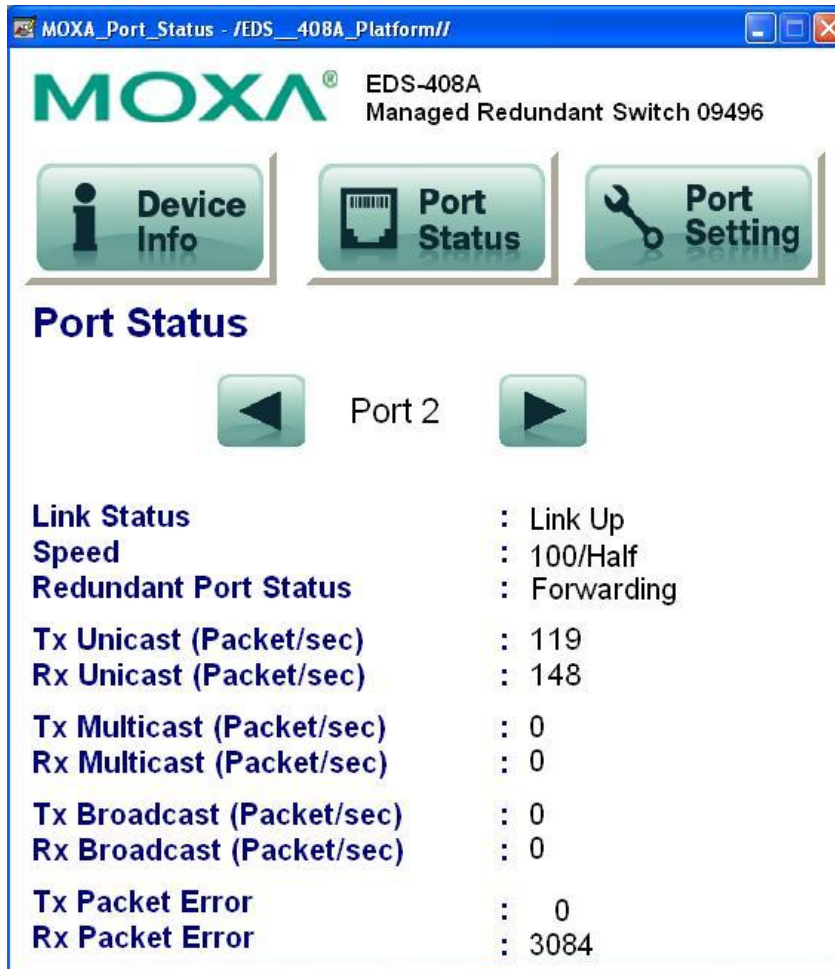 MOXA_Port_Status - /EDS__408A_Platform//
MOXA® EDS-408A
Managed Redundant Switch 09496
Device Info
Port Status
Port Setting
Port Status
Port 2
Link Status : Link Up
Speed : 100/Half
Redundant Port Status : Forwarding
Tx Unicast (Packet/sec) : 119
Rx Unicast (Packet/sec) : 148
Tx Multicast (Packet/sec) : 0
Rx Multicast (Packet/sec) : 0
Tx Broadcast (Packet/sec) : 0
Rx Broadcast (Packet/sec) : 0
Tx Packet Error : 0
Rx Packet Error : 3084